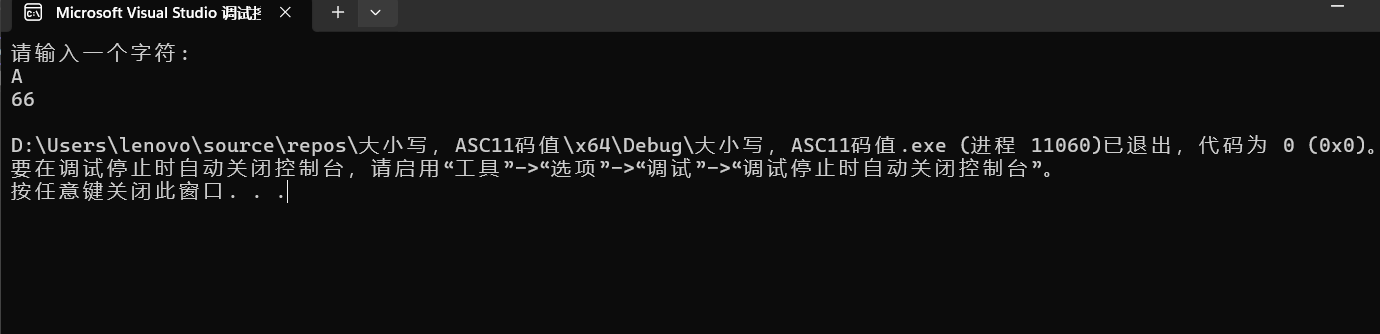 Microsoft Visual Studio 调试
请输入一个字符：
A
66
D:\Users\lenovo\source\repos\大小写，ASC11码值\x64\Debug\大小写，ASC11码值.exe (进程 11060)已退出，代码为 0 (0x0)。
要在调试停止时自动关闭控制台，请启用“工具”->“选项”->“调试”->“调试停止时自动关闭控制台”。
按任意键关闭此窗口. . .